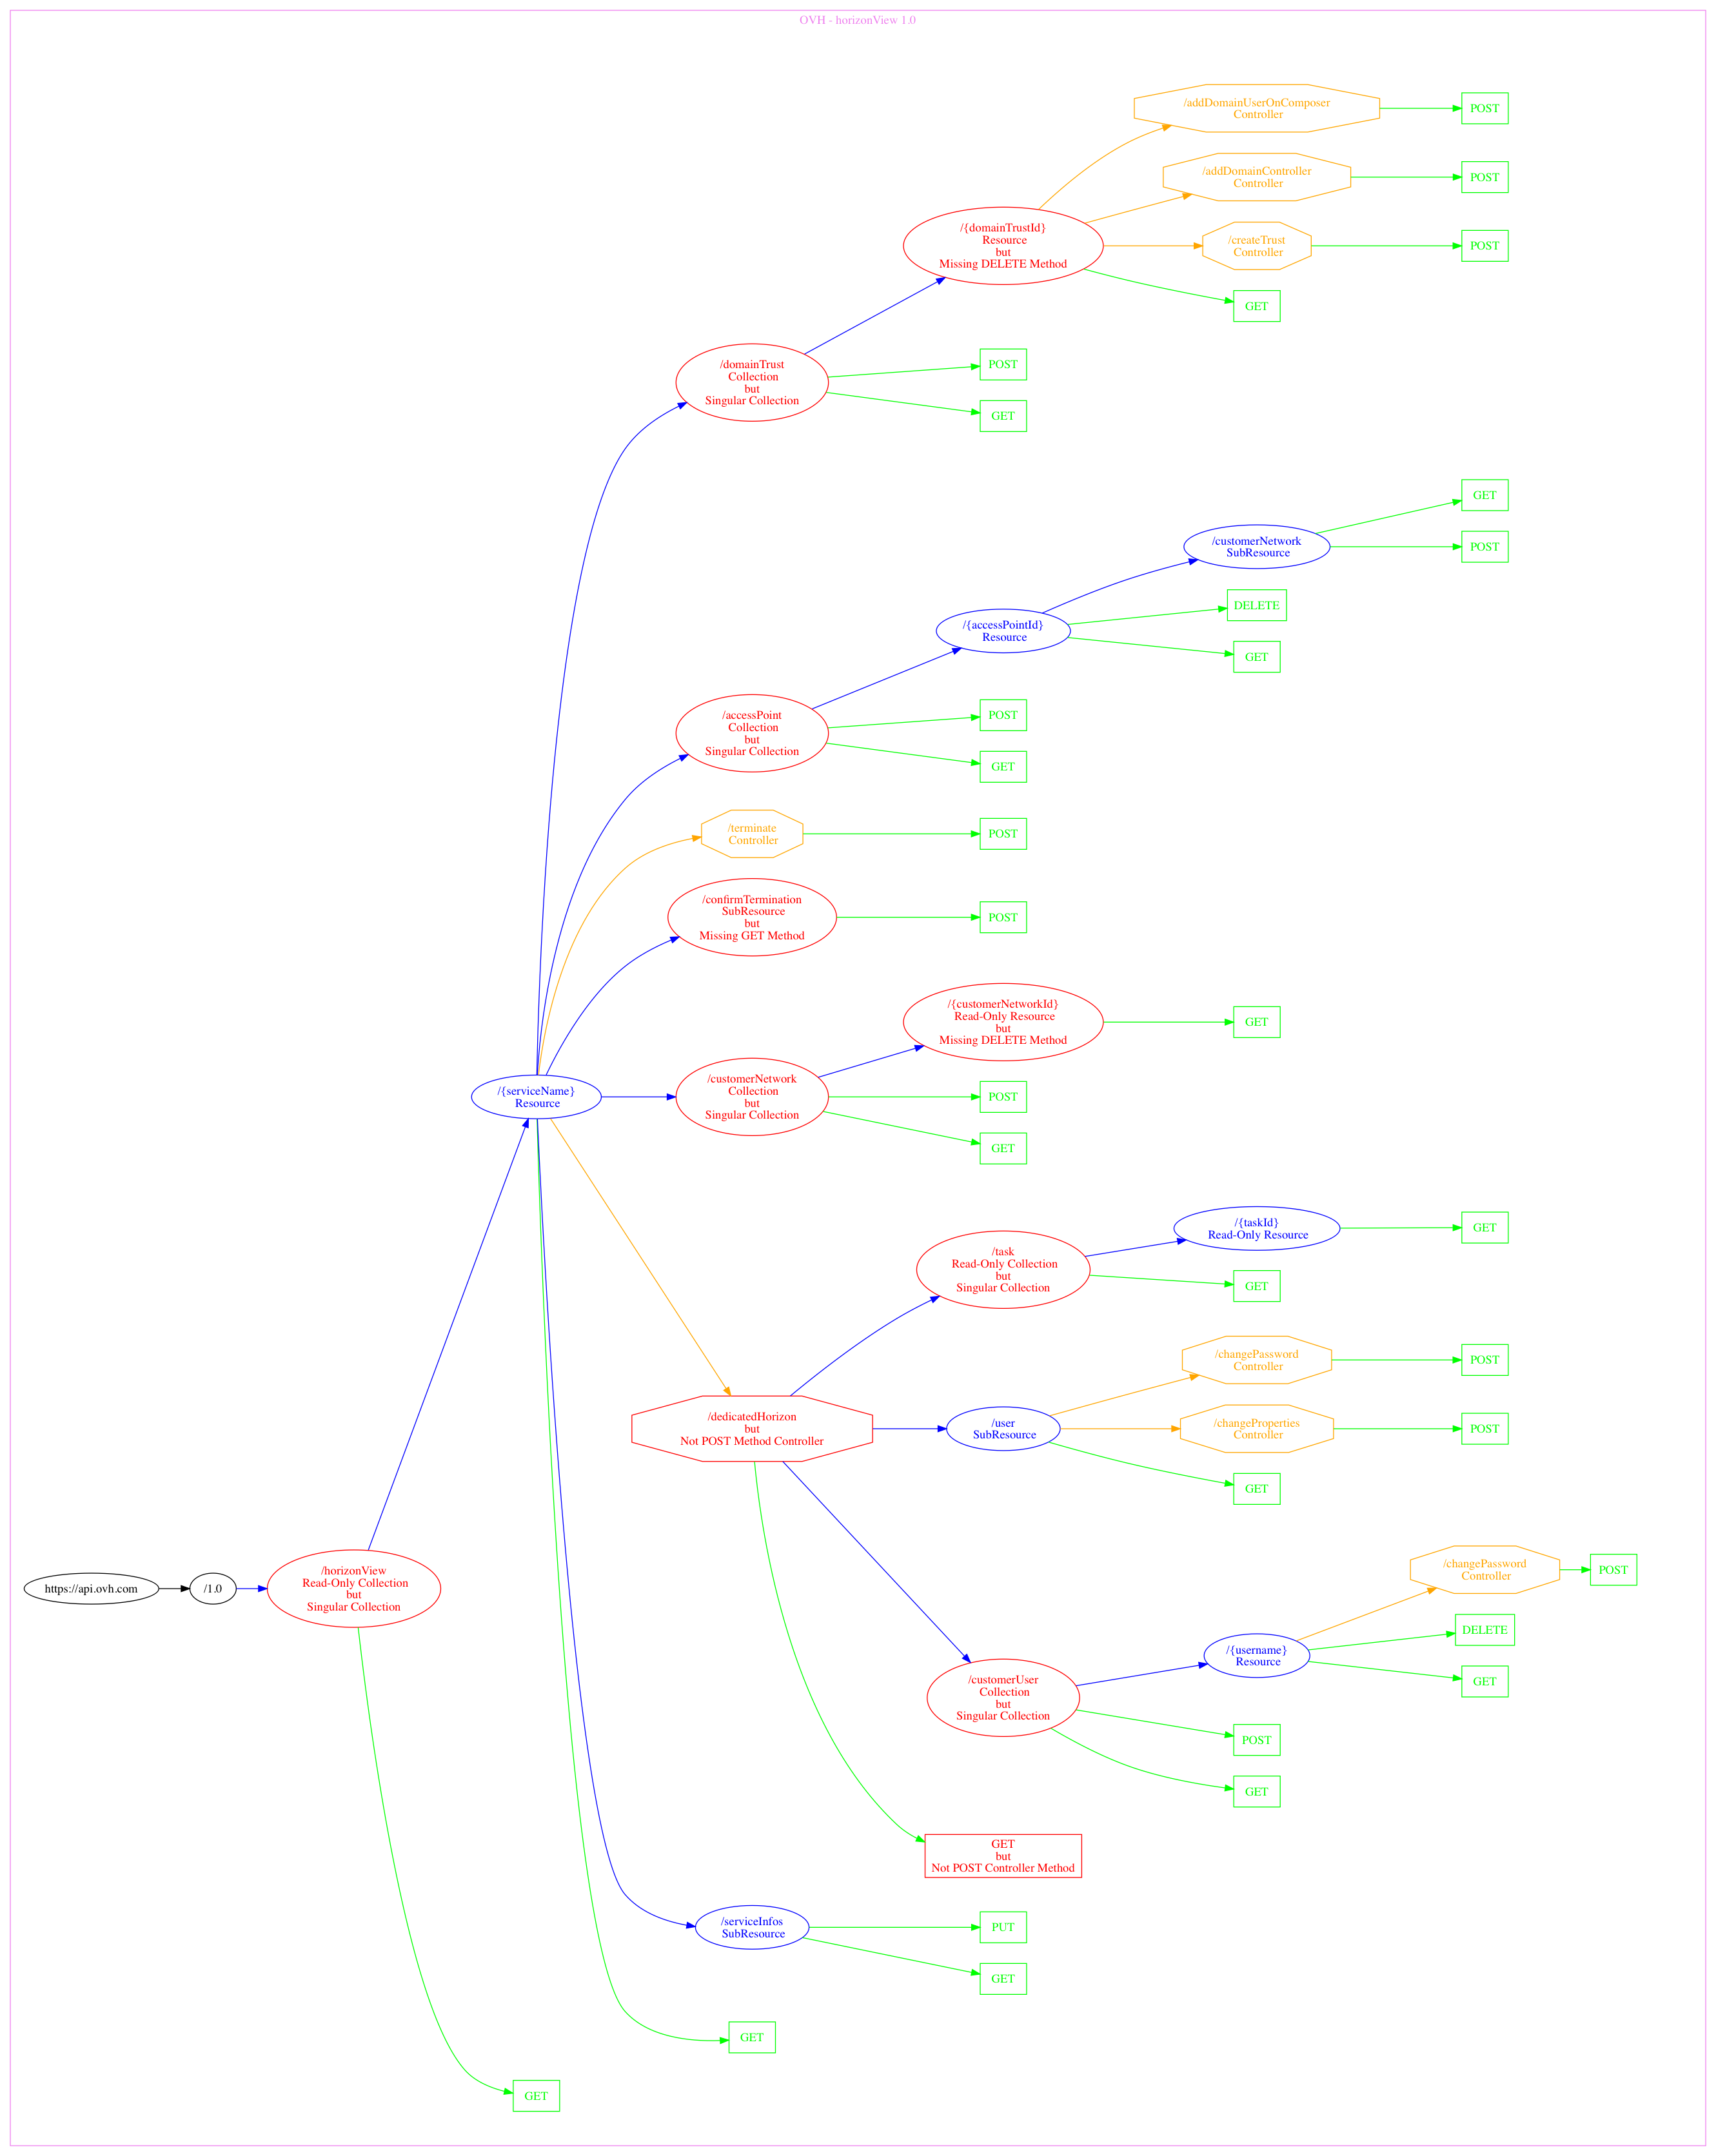 OVH - horizonView 1.0
/addDomainUserOnComposer
Controller
POST
/addDomainController
Controller
POST
/{domainTrustId}
Resource
but
Missing DELETE Method
/createTrust
Controller
POST
GET
/domainTrust
Collection
but
Singular Collection
POST
GET
GET
/customerNetwork
SubResource
POST
DELETE
/{accessPointId}
Resource
GET
/accessPoint
Collection
but
Singular Collection
POST
GET
/terminate
Controller
POST
/confirmTermination
SubResource
but
Missing GET Method
POST
/{customerNetworkId}
Read-Only Resource
but
Missing DELETE Method
GET
/{serviceName}
Resource
/customerNetwork
Collection
but
Singular Collection
POST
GET
/{taskId}
Read-Only Resource
GET
/task
Read-Only Collection
but
Singular Collection
GET
/changePassword
Controller
POST
/dedicatedHorizon
but
Not POST Method Controller
/user
SubResource
/changeProperties
Controller
POST
GET
/changePassword
Controller
POST
https://api.ovh.com
/1.0
/horizonView
Read-Only Collection
but
Singular Collection
DELETE
/{username}
Resource
GET
/customerUser
Collection
but
Singular Collection
POST
GET
GET
but
Not POST Controller Method
/serviceInfos
SubResource
PUT
GET
GET
GET